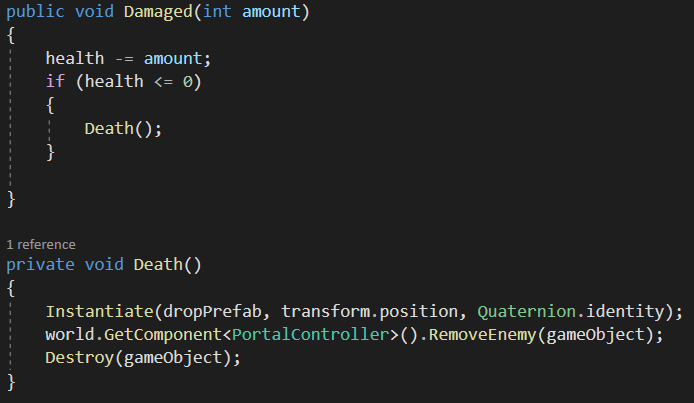 public void Damaged(int amount)
{
    health -= amount;
    if (health <= 0)
    {
        Death();
    }
}
1 reference
private void Death()
{
    Instantiate(dropPrefab, transform.position, Quaternion.identity);
    world.GetComponent<PortalController>().RemoveEnemy(gameObject);
    Destroy(gameObject);
}